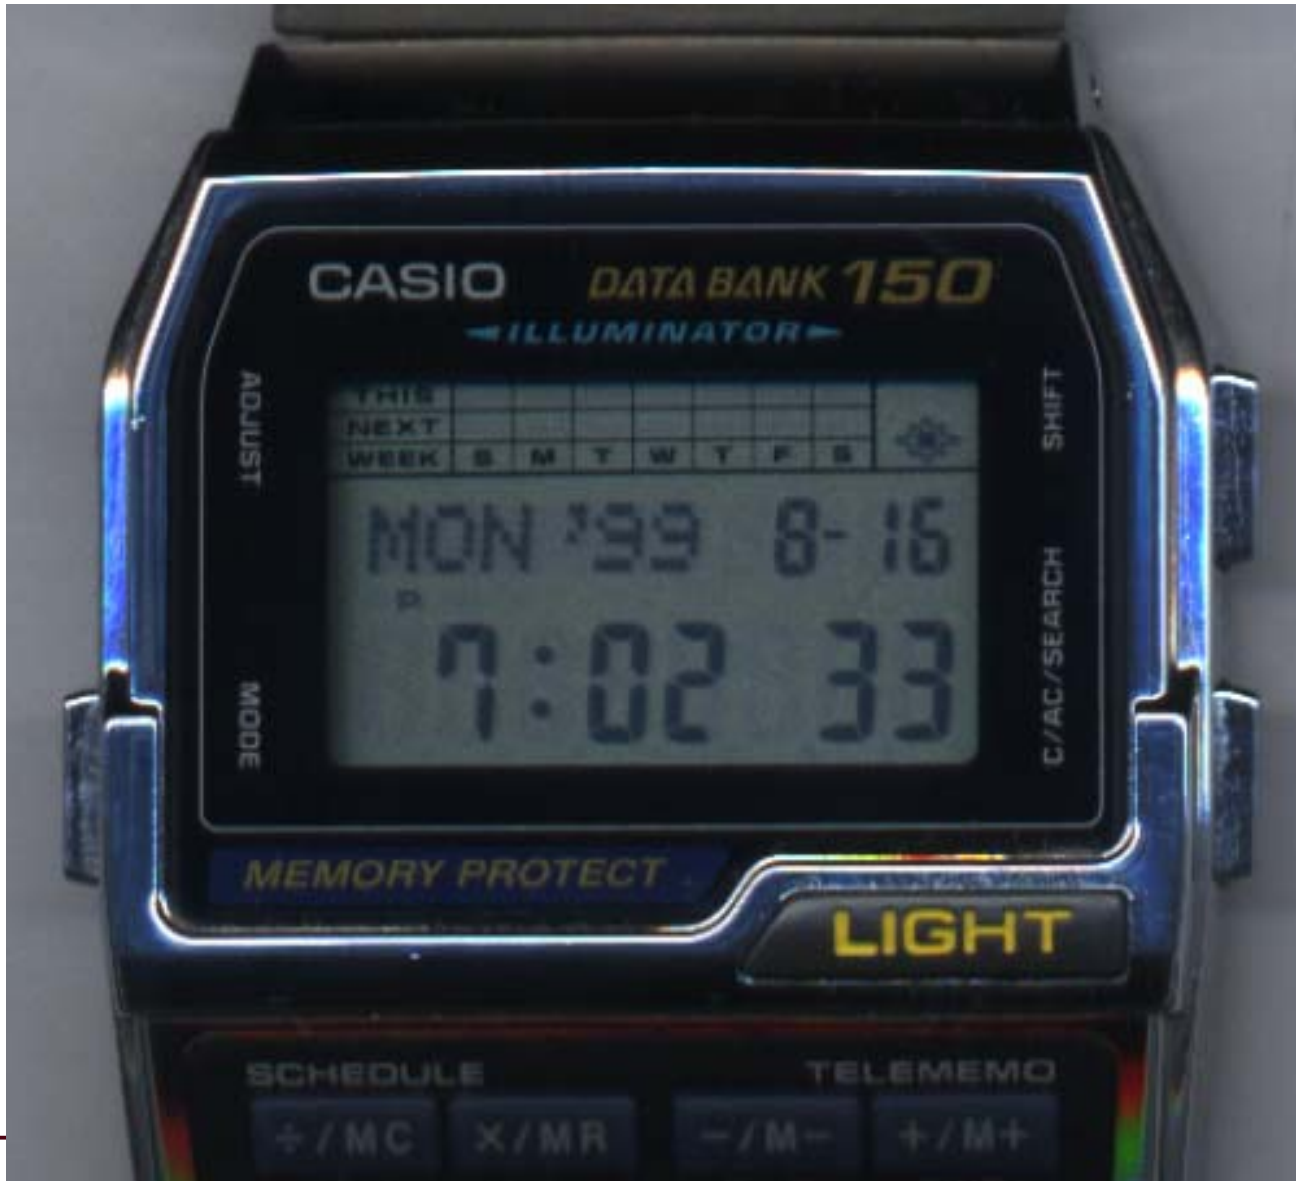 CASIO DATA BANK 150
ILLUMINATOR
ADJUST
SHIFT
THIS
NEXT
WEEK S M T W T F S
MON '99 8-16
P
7:02 33
MODE
C/AC/SEARCH
MEMORY PROTECT
LIGHT
SCHEDULE TELEMEMO
÷/MC ×/MR −/M− +/M+